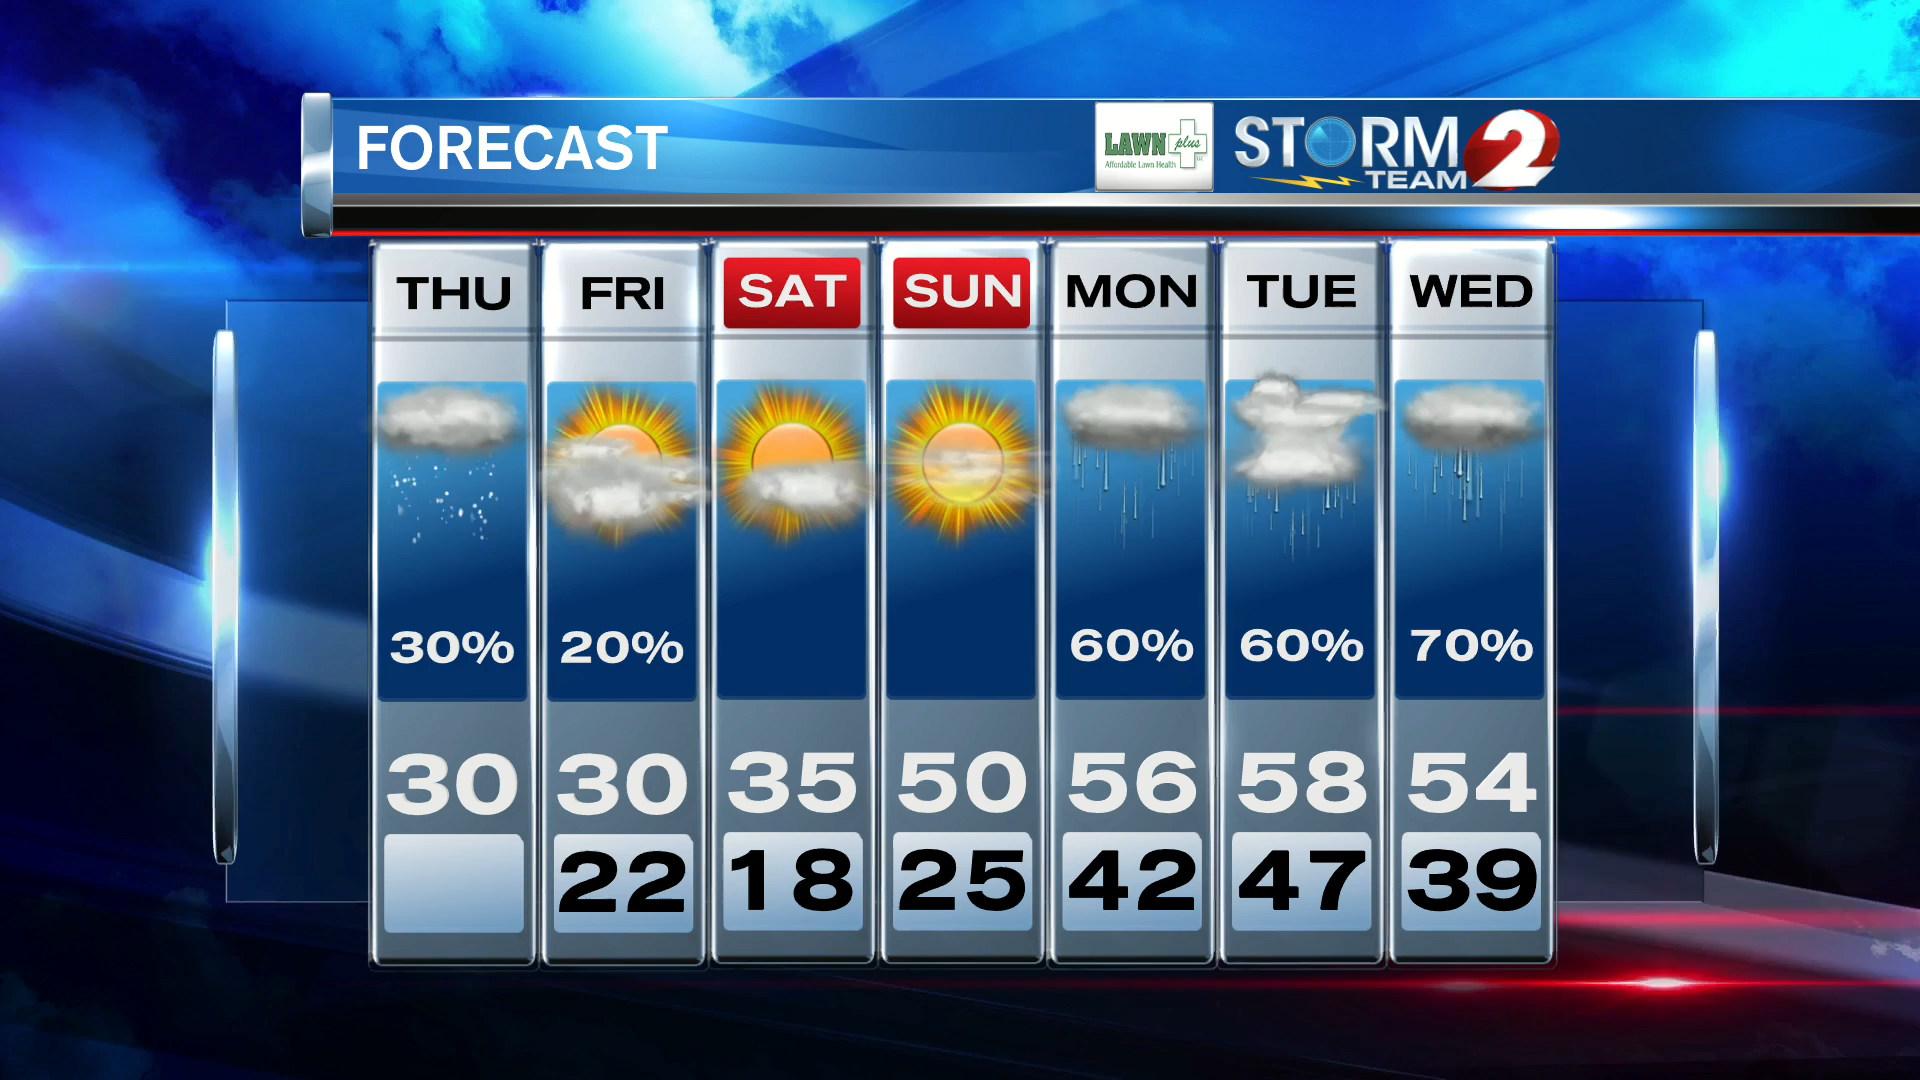 FORECAST
LAWN plus
Affordable Lawn Health
STORM
TEAM 2
THU FRI SAT SUN MON TUE WED
30% 20% 60% 60% 70%
30 30 35 50 56 58 54
22 18 25 42 47 39